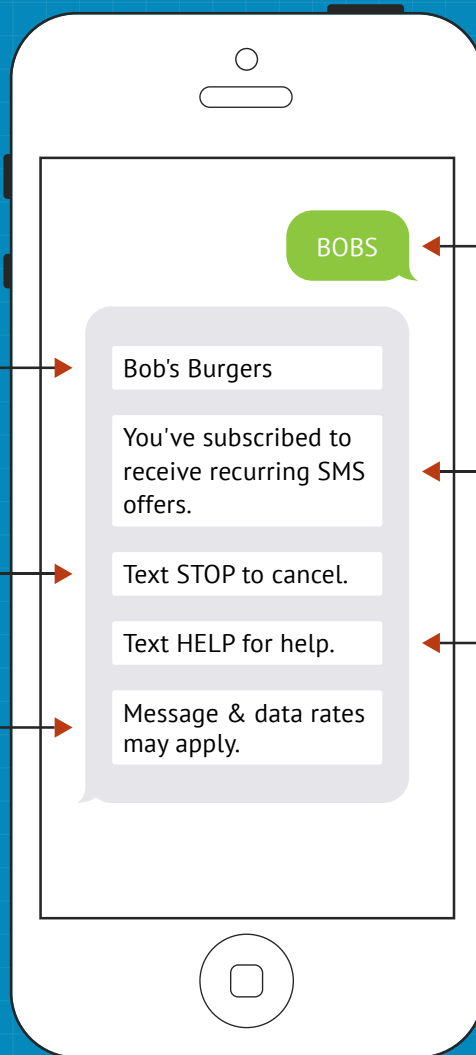 BOBS
Bob's Burgers
You've subscribed to
receive recurring SMS
offers.
Text STOP to cancel.
Text HELP for help.
Message & data rates
may apply.